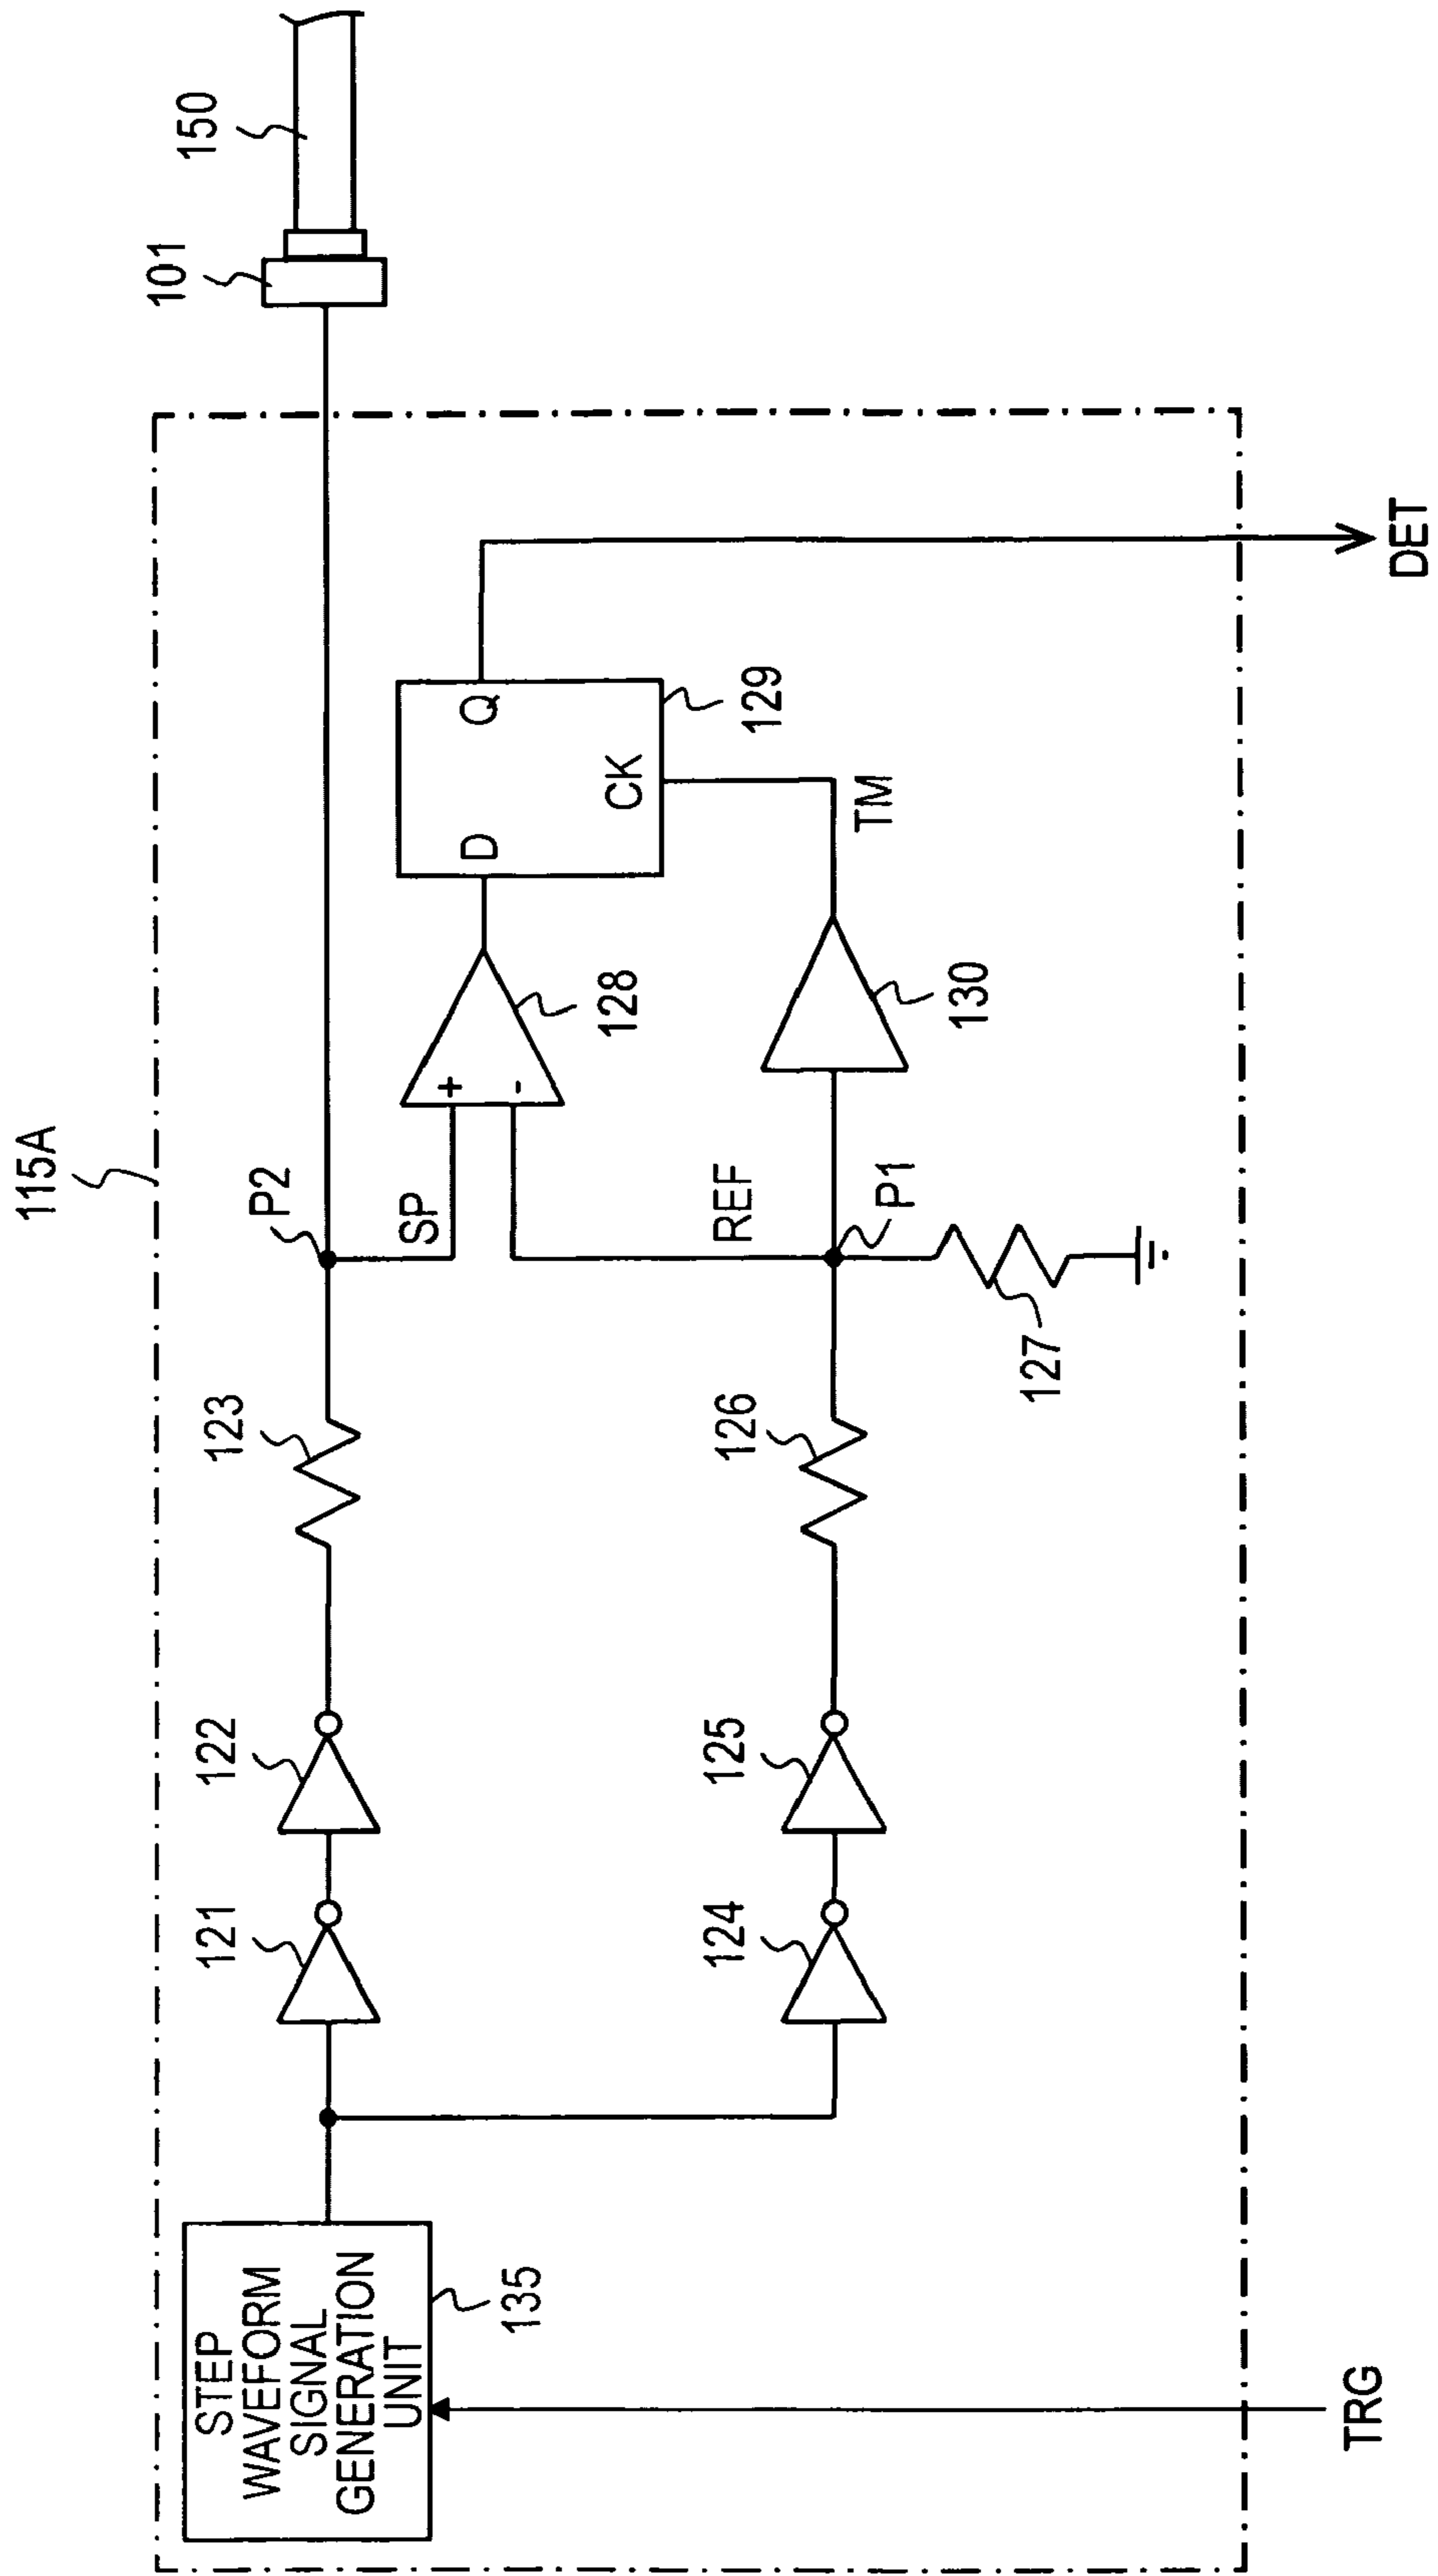 115A
150
101
P2
SP
123
122
121
STEP
WAVEFORM
SIGNAL
GENERATION
UNIT
135
+
-
128
D
Q
CK
129
REF
P1
TM
130
126
125
124
127
TRG
DET